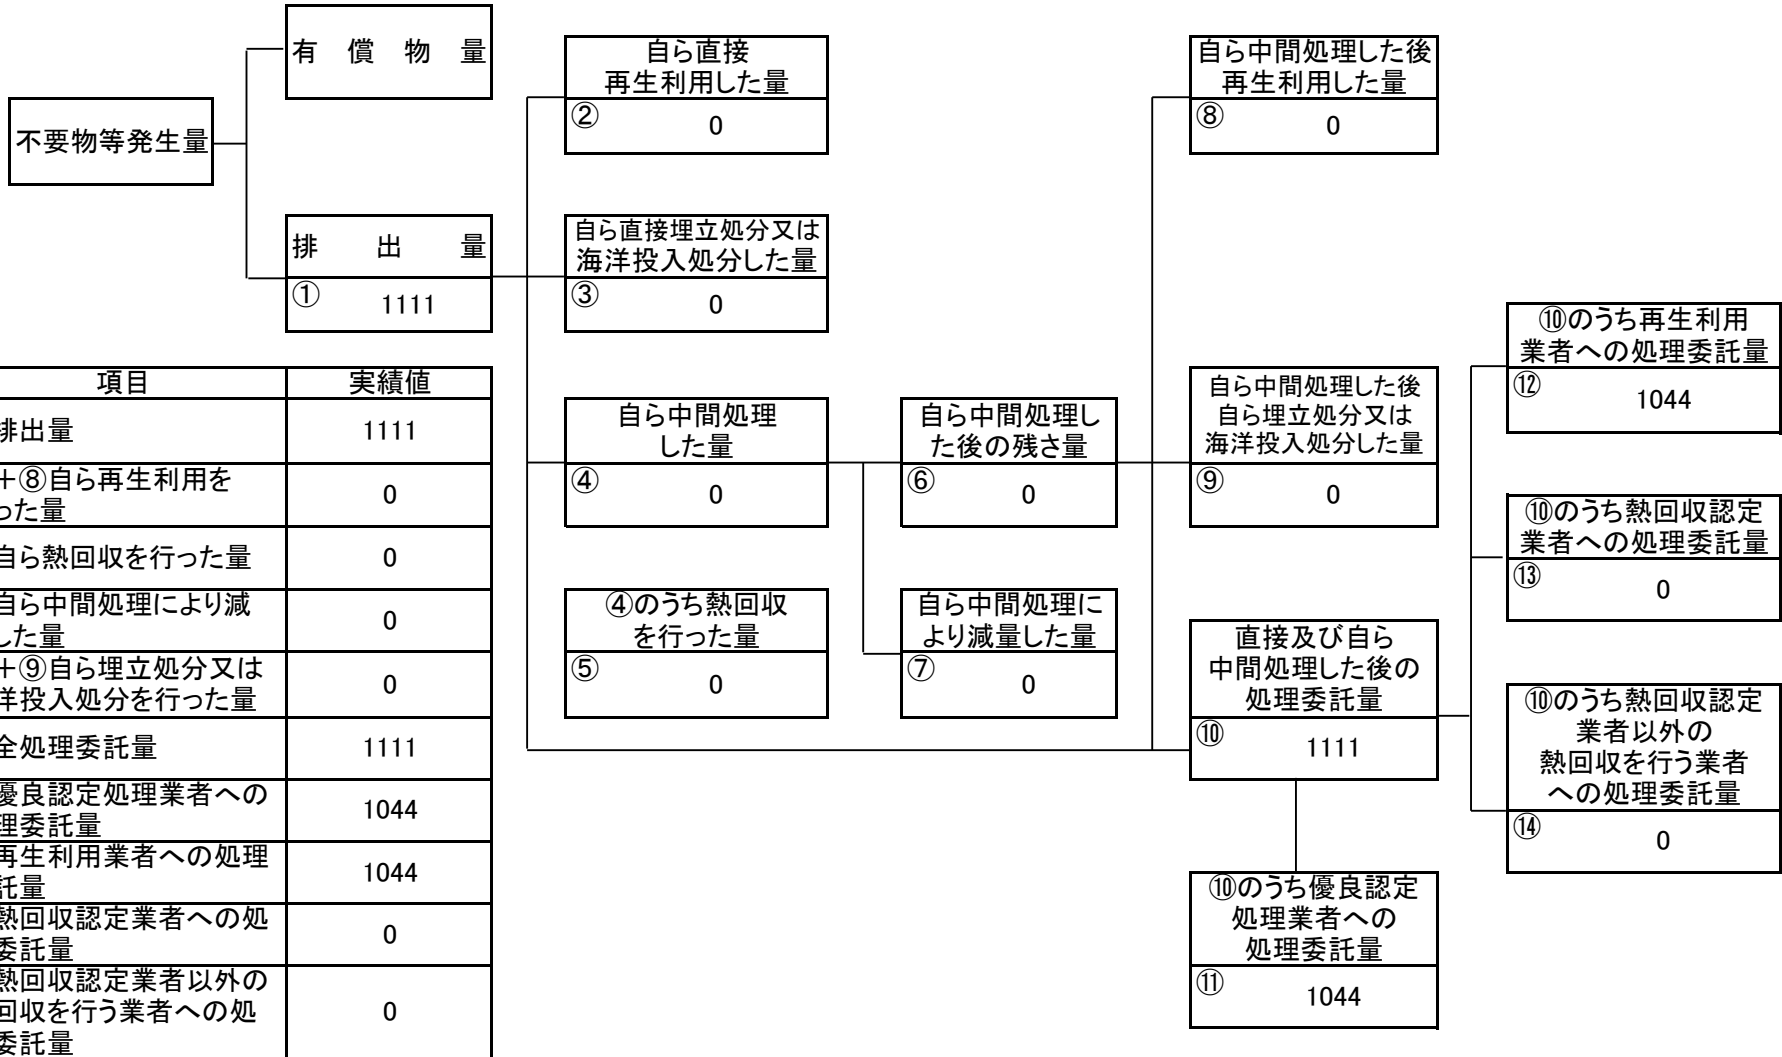 有償物量
不要物等発生量
排出量
①
1111
自ら直接
再生利用した量
②
0
自ら直接埋立処分又は
海洋投入処分した量
③
0
自ら中間処理
した量
④
0
④のうち熱回収
を行った量
⑤
0
自ら中間処理し
た後の残さ量
⑥
0
自ら中間処理に
より減量した量
⑦
0
自ら中間処理した後
再生利用した量
⑧
0
自ら中間処理した後
自ら埋立処分又は
海洋投入処分した量
⑨
0
直接及び自ら
中間処理した後の
処理委託量
⑩
1111
⑩のうち優良認定
処理業者への
処理委託量
⑪
1044
⑩のうち再生利用
業者への処理委託量
⑫
1044
⑩のうち熱回収認定
業者への処理委託量
⑬
0
⑩のうち熱回収認定
業者以外の
熱回収を行う業者
への処理委託量
⑭
0
項目 実績値
排出量 1111
+⑧自ら再生利用を
った量
0
自ら熱回収を行った量 0
自ら中間処理により減
した量
0
+⑨自ら埋立処分又は
洋投入処分を行った量
0
全処理委託量 1111
優良認定処理業者への
理委託量
1044
再生利用業者への処理
託量
1044
熱回収認定業者への処
委託量
0
熱回収認定業者以外の
回収を行う業者への処
委託量
0